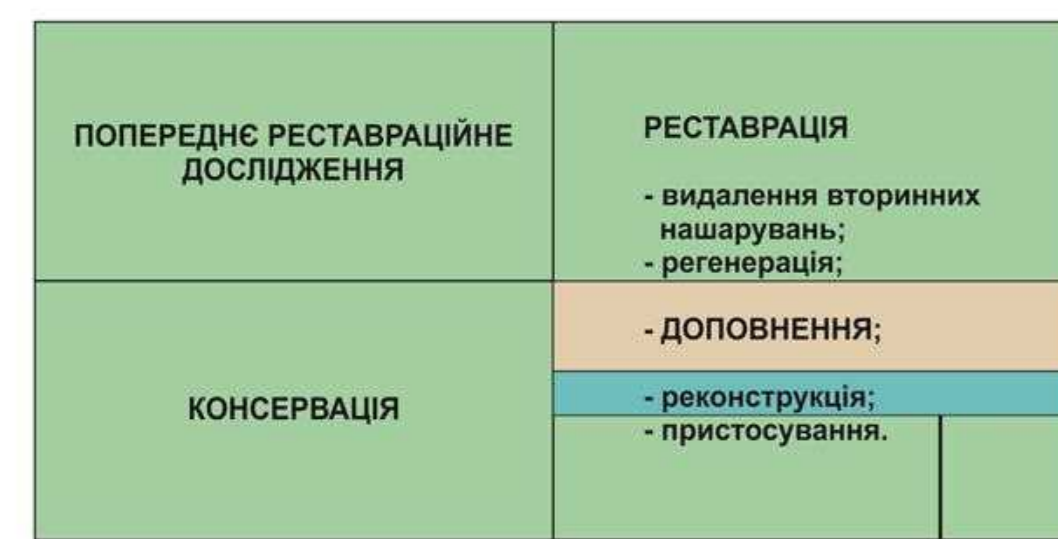 ПОПЕРЕДНЄ РЕСТАВРАЦІЙНЕ
ДОСЛІДЖЕННЯ
РЕСТАВРАЦІЯ
- видалення вторинних
нашарувань;
- регенерація;
- ДОПОВНЕННЯ;
КОНСЕРВАЦІЯ
- реконструкція;
- пристосування.